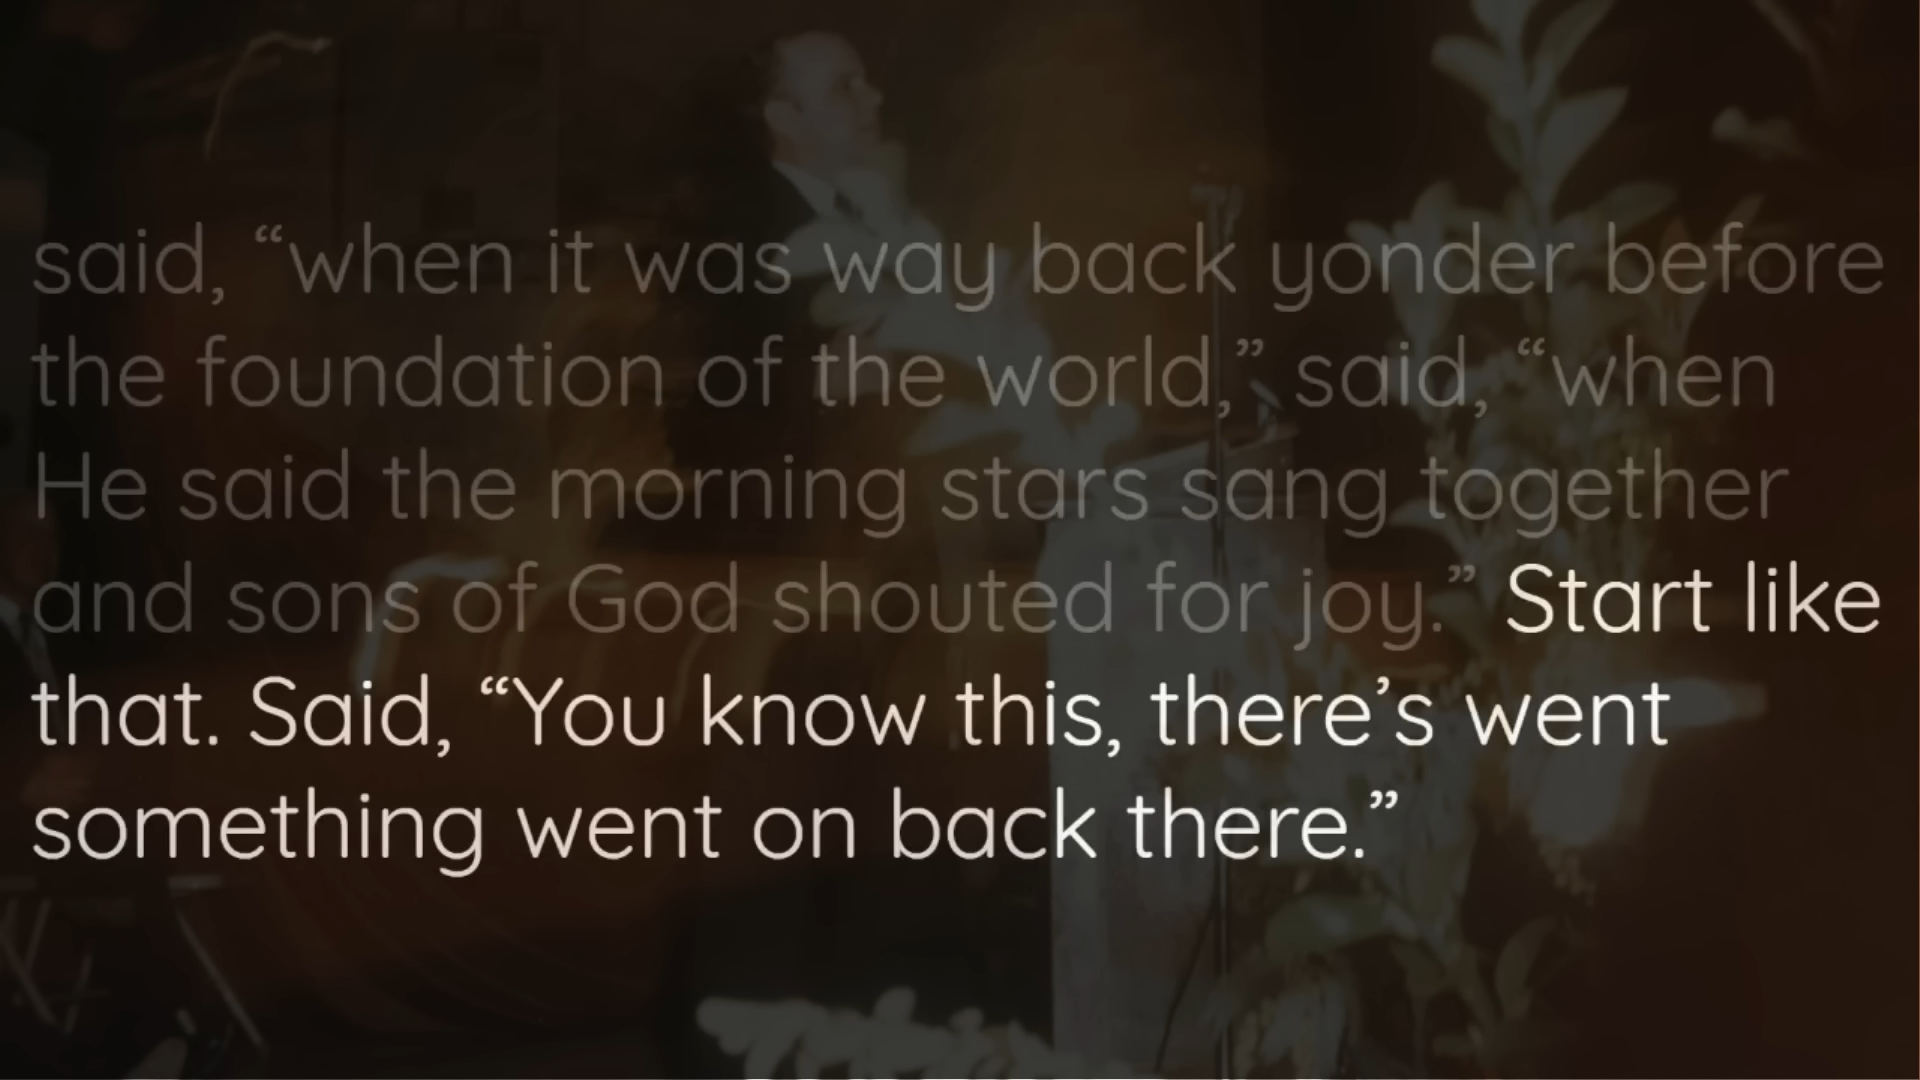 said, “when it was way back yonder before
the foundation of the world,” said, “when
He said the morning stars sang together
and sons of God shouted for joy.” Start like
that. Said, “You know this, there’s went
something went on back there.”